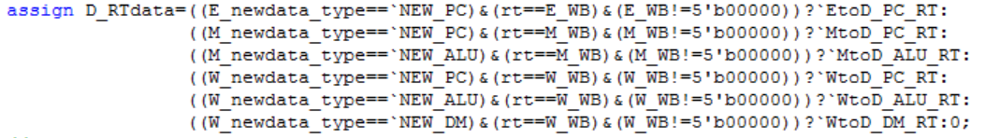 assign D_RTdata=((E_newdata_type==`NEW_PC)&(rt==E_WB)&(E_WB!=5'b00000))?`EtoD_PC_RT:
((M_newdata_type==`NEW_PC)&(rt==M_WB)&(M_WB!=5'b00000))?`MtoD_PC_RT:
((M_newdata_type==`NEW_ALU)&(rt==M_WB)&(M_WB!=5'b00000))?`MtoD_ALU_RT:
((W_newdata_type==`NEW_PC)&(rt==W_WB)&(W_WB!=5'b00000))?`WtoD_PC_RT:
((W_newdata_type==`NEW_ALU)&(rt==W_WB)&(W_WB!=5'b00000))?`WtoD_ALU_RT:
((W_newdata_type==`NEW_DM)&(rt==W_WB)&(W_WB!=5'b00000))?`WtoD_DM_RT:0;